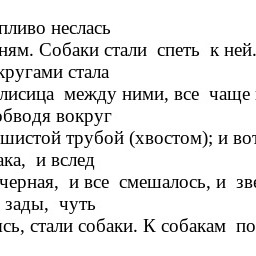 пливо неслась
ням. Собаки стали спеть к ней.
кругами стала
лисица между ними, все чаще
обводя вокруг
шистой трубой (хвостом); и вот
ака, и вслед
черная, и все смешалось, и зве
зады, чуть
сь, стали собаки. К собакам по